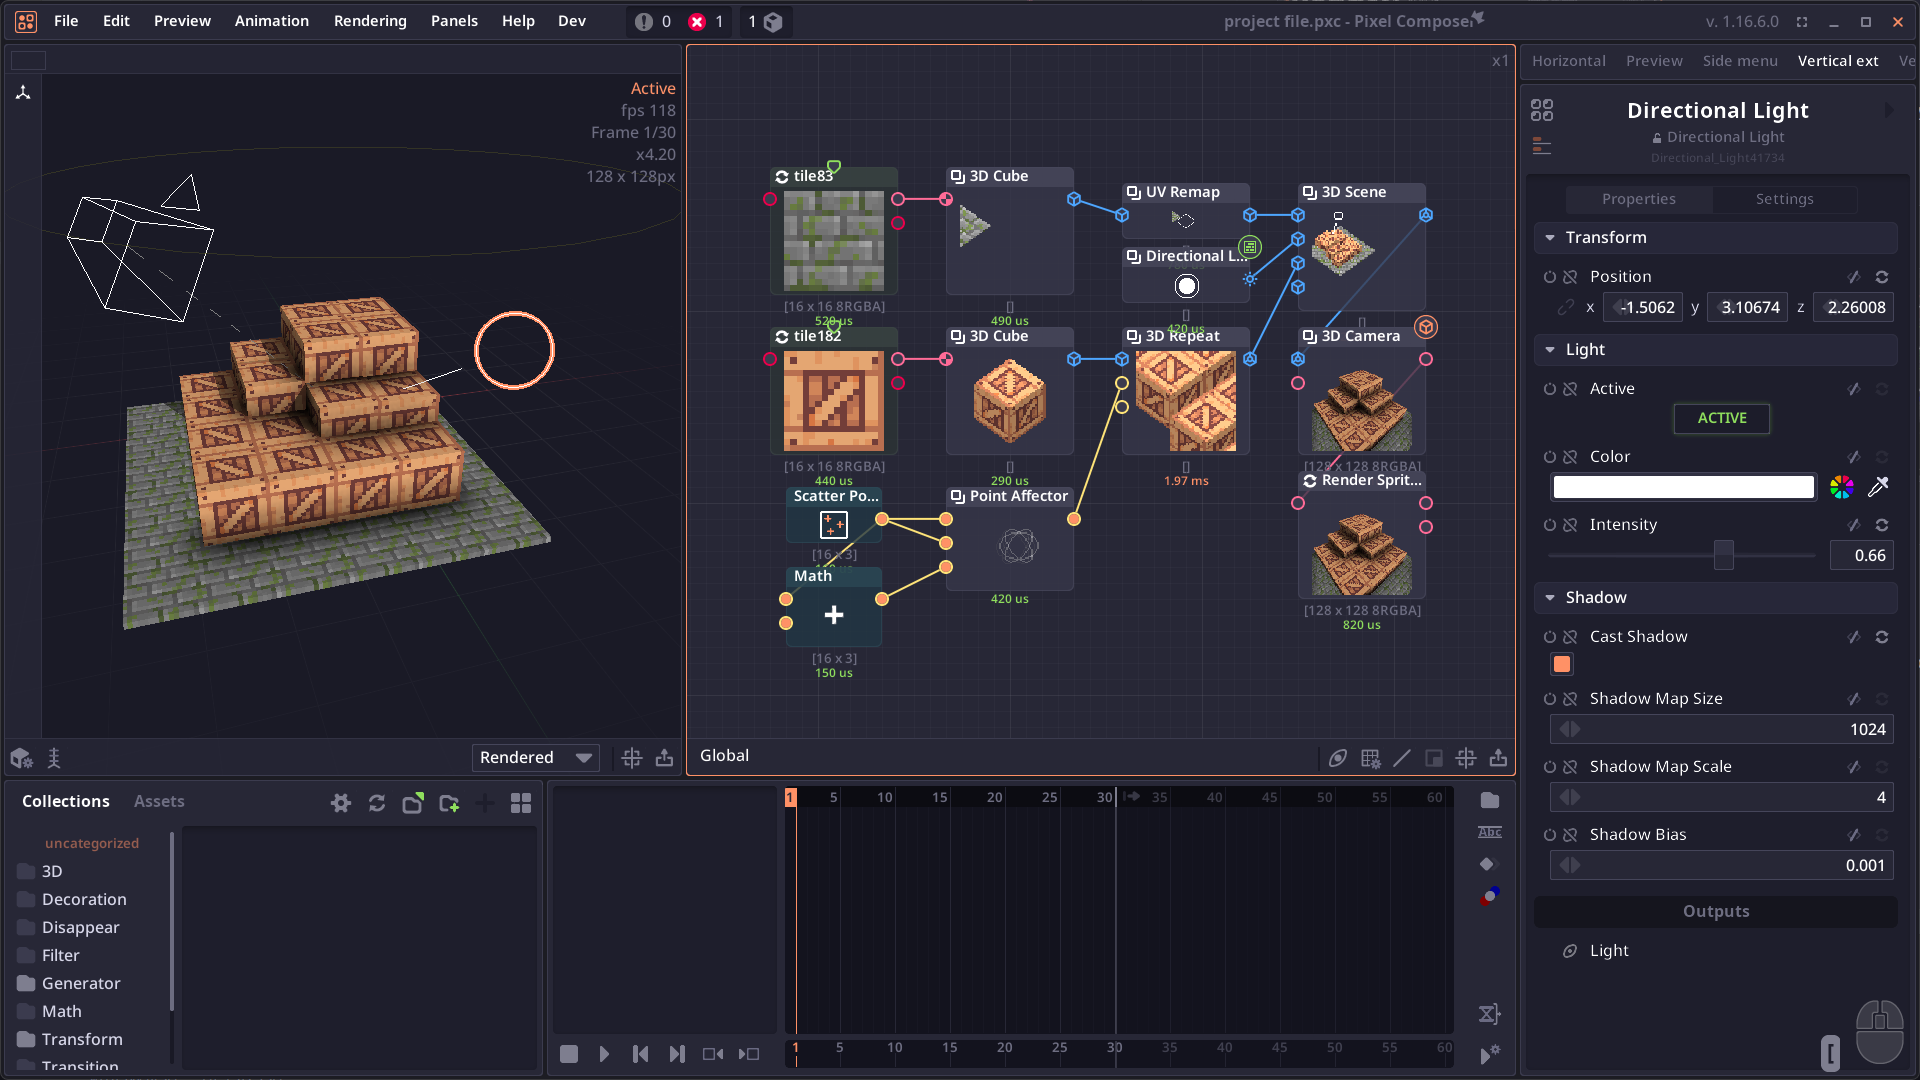 File Edit Preview Animation Rendering Panels Help Dev 0 1 1 project file.pxc - Pixel Composer v. 1.16.6.0
Active
fps 118
Frame 1/30
x4.20
128 x 128px
Rendered
x1
tile83
[16 x 16 8RGBA]
520 us
3D Cube
[]
490 us
UV Remap
Directional L...
420 us
3D Scene
[]
tile182
[16 x 16 8RGBA]
440 us
3D Cube
[]
290 us
3D Repeat
[]
1.97 ms
3D Camera
[128 x 128 8RGBA]
Scatter Po...
[16 x 3]
Point Affector
420 us
Render Sprit...
[128 x 128 8RGBA]
820 us
Math
[16 x 3]
150 us
Global
Horizontal Preview Side menu Vertical ext Ve
Directional Light
Directional Light
Directional_Light41734
Properties Settings
Transform
Position
x -1.5062 y 3.10674 z 2.26008
Light
Active
ACTIVE
Color
Intensity
0.66
Shadow
Cast Shadow
Shadow Map Size
1024
Shadow Map Scale
4
Shadow Bias
0.001
Outputs
Light
Collections Assets
uncategorized
3D
Decoration
Disappear
Filter
Generator
Math
Transform
Transition
1 5 10 15 20 25 30 35 40 45 50 55 60
Abc
1 5 10 15 20 25 30 35 40 45 50 55 60
[